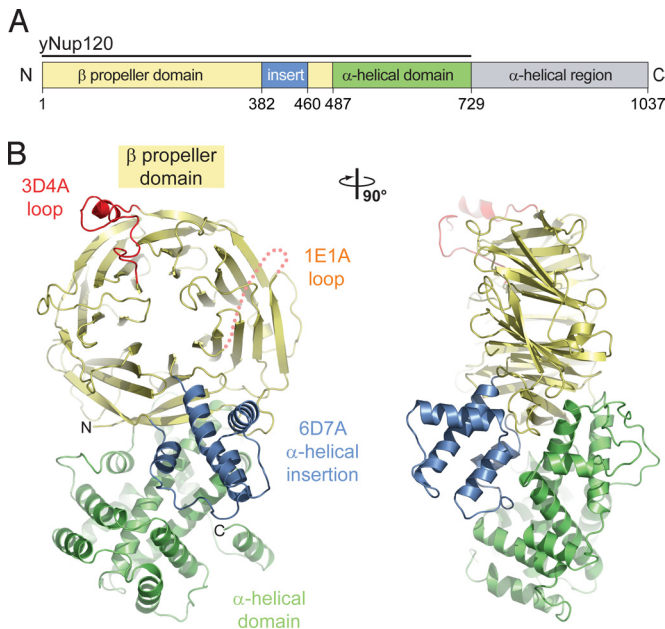 A
yNup120
N β propeller domain insert α-helical domain α-helical region C
1 382 460 487 729 1037
B
β propeller
domain
3D4A
loop
90°
1E1A
loop
N
6D7A
α-helical
insertion
C
α-helical
domain